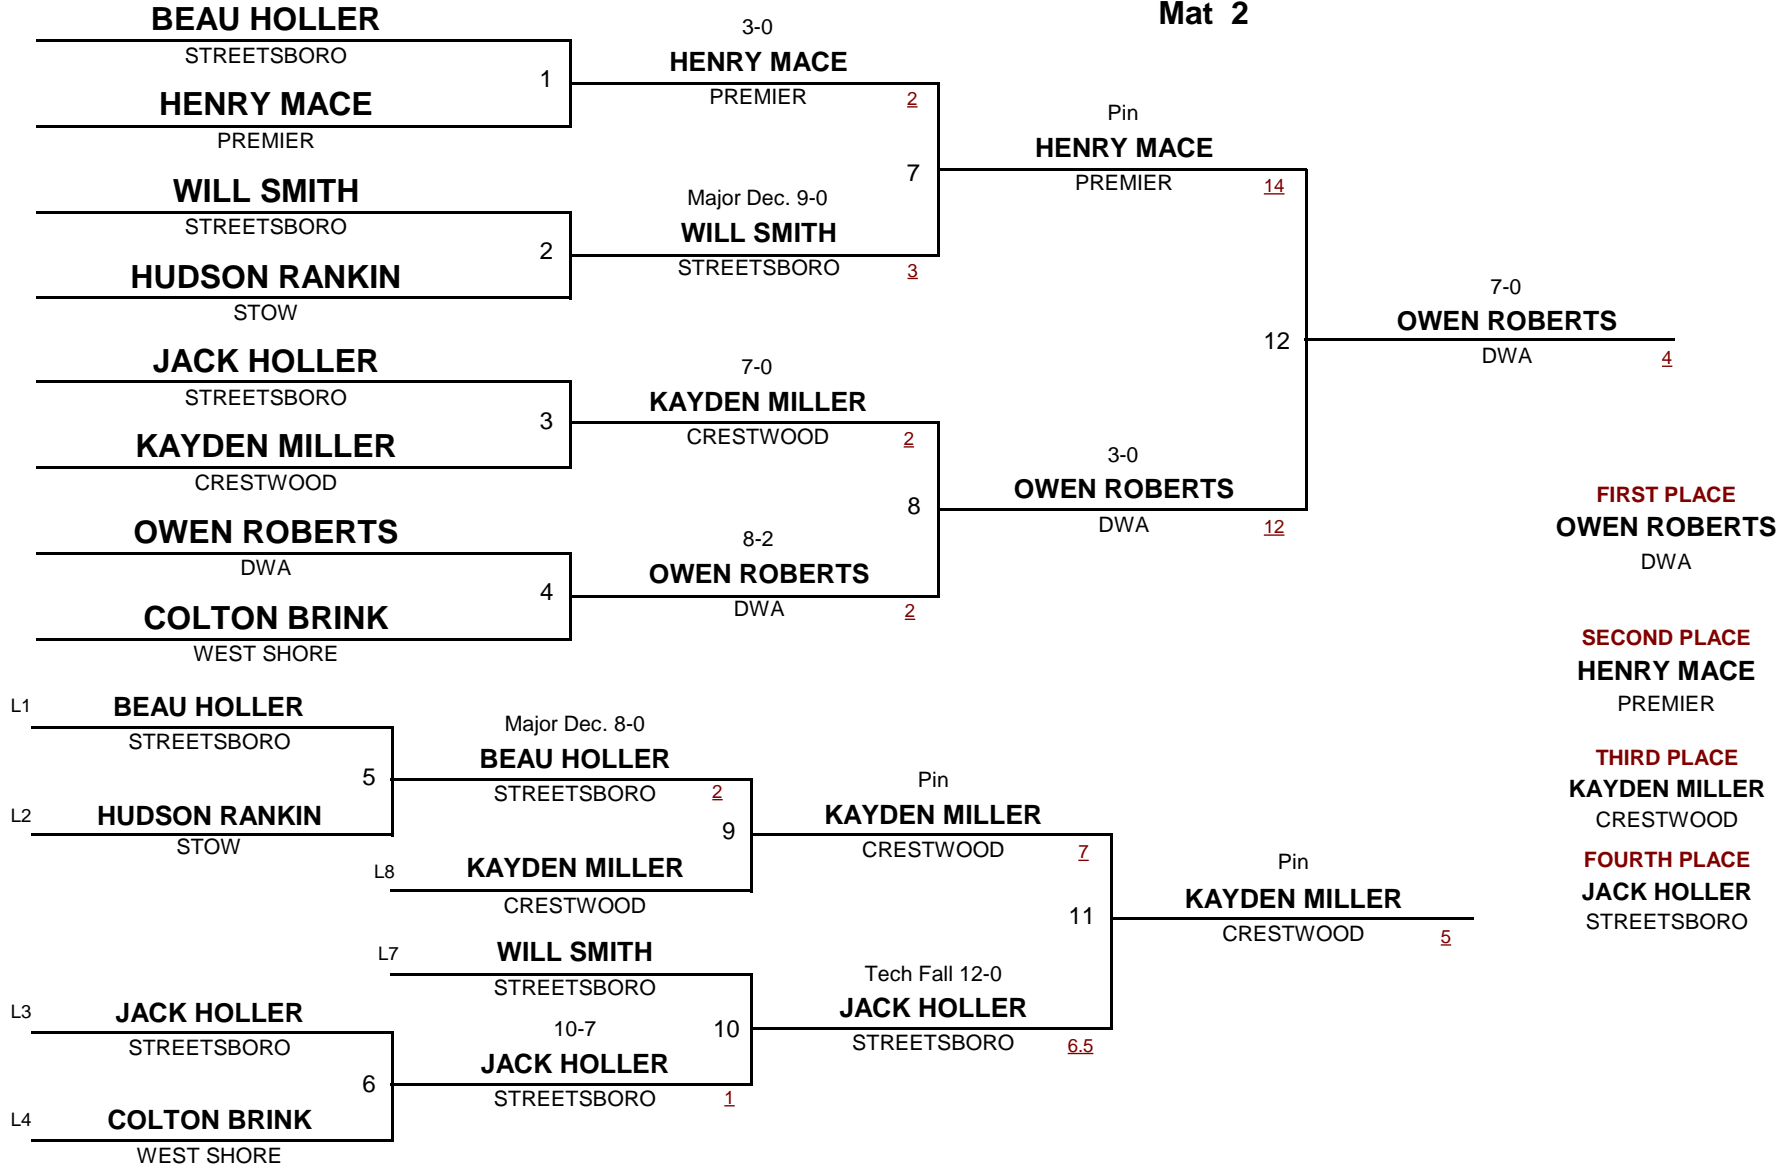 Mat 2
BEAU HOLLER
STREETSBORO
1
HENRY MACE
PREMIER
3-0
HENRY MACE
PREMIER
2
WILL SMITH
STREETSBORO
2
HUDSON RANKIN
STOW
Major Dec. 9-0
WILL SMITH
STREETSBORO
3
7
Pin
HENRY MACE
PREMIER
14
JACK HOLLER
STREETSBORO
3
KAYDEN MILLER
CRESTWOOD
7-0
KAYDEN MILLER
CRESTWOOD
2
OWEN ROBERTS
DWA
4
COLTON BRINK
WEST SHORE
8-2
OWEN ROBERTS
DWA
2
8
3-0
OWEN ROBERTS
DWA
12
12
7-0
OWEN ROBERTS
DWA
4
L1
BEAU HOLLER
STREETSBORO
5
L2
HUDSON RANKIN
STOW
Major Dec. 8-0
BEAU HOLLER
STREETSBORO
2
9
L8
KAYDEN MILLER
CRESTWOOD
Pin
KAYDEN MILLER
CRESTWOOD
7
L7
WILL SMITH
STREETSBORO
10
L3
JACK HOLLER
STREETSBORO
6
L4
COLTON BRINK
WEST SHORE
10-7
JACK HOLLER
STREETSBORO
1
Tech Fall 12-0
JACK HOLLER
STREETSBORO
6.5
11
Pin
KAYDEN MILLER
CRESTWOOD
5
FIRST PLACE
OWEN ROBERTS
DWA
SECOND PLACE
HENRY MACE
PREMIER
THIRD PLACE
KAYDEN MILLER
CRESTWOOD
FOURTH PLACE
JACK HOLLER
STREETSBORO